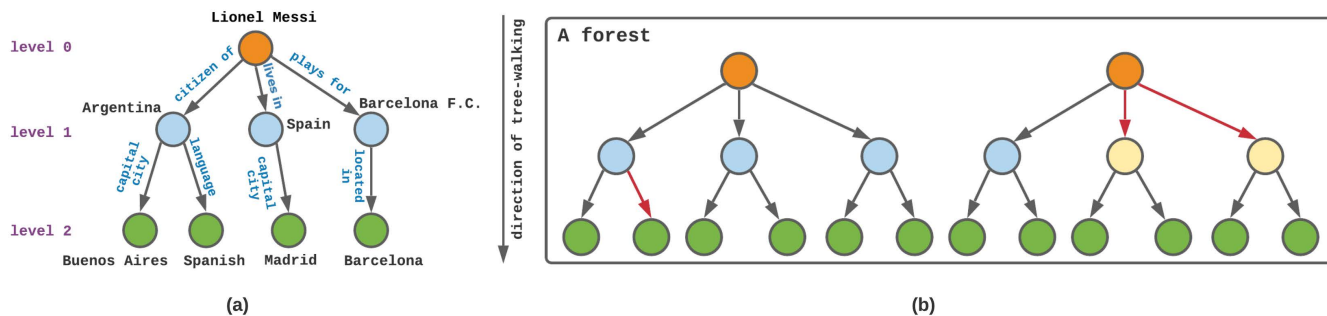 Lionel Messi
level 0
citizen of
lives in
plays for
Argentina
Barcelona F.C.
level 1
Spain
capital
city
language
capital
city
located
in
level 2
Buenos Aires
Spanish
Madrid
Barcelona
(a)
direction of tree-walking
A forest
(b)